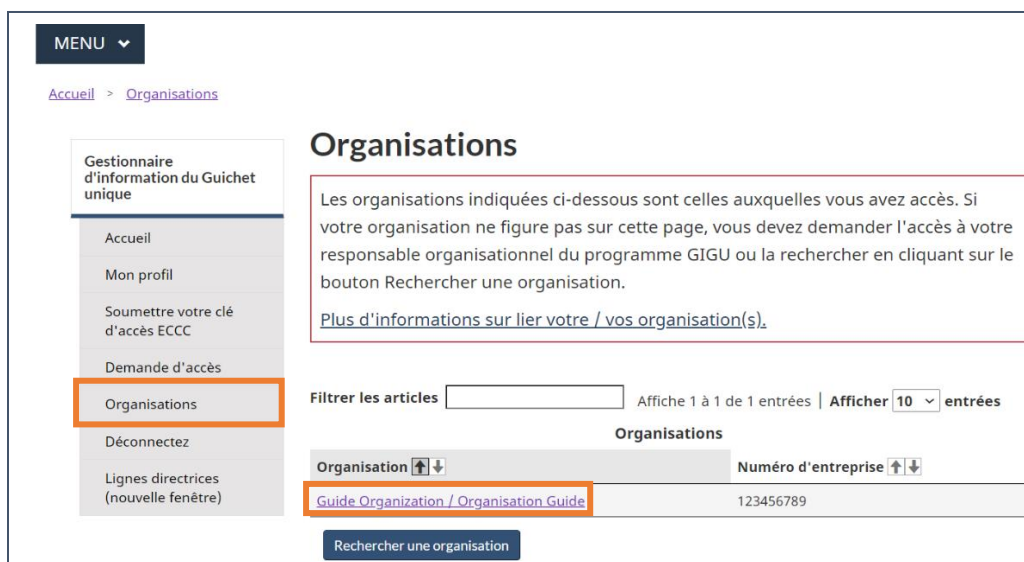 MENU
Accueil > Organisations
Gestionnaire
d'information du Guichet
unique
Accueil
Mon profil
Soumettre votre clé
d'accès ECCC
Demande d'accès
Organisations
Déconnectez
Lignes directrices
(nouvelle fenêtre)
Organisations
Les organisations indiquées ci-dessous sont celles auxquelles vous avez accès. Si
votre organisation ne figure pas sur cette page, vous devez demander l'accès à votre
responsable organisationnel du programme GIGU ou la rechercher en cliquant sur le
bouton Rechercher une organisation.
Plus d'informations sur lier votre / vos organisation(s).
Filtrer les articles Affiche 1 à 1 de 1 entrées | Afficher 10 entrées
Organisations
Organisation Numéro d'entreprise
Guide Organization / Organisation Guide 123456789
Rechercher une organisation